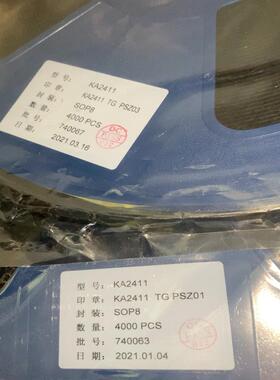 型 号: KA2411
印 章: KA2411 TG PSZ03
封 装: SOP8
数 量: 4000 PCS
批 号: 740067
日 期: 2021.03.16
型 号: KA2411
印 章: KA2411 TG PSZ01
封 装: SOP8
数 量: 4000 PCS
批 号: 740063
日 期: 2021.01.04